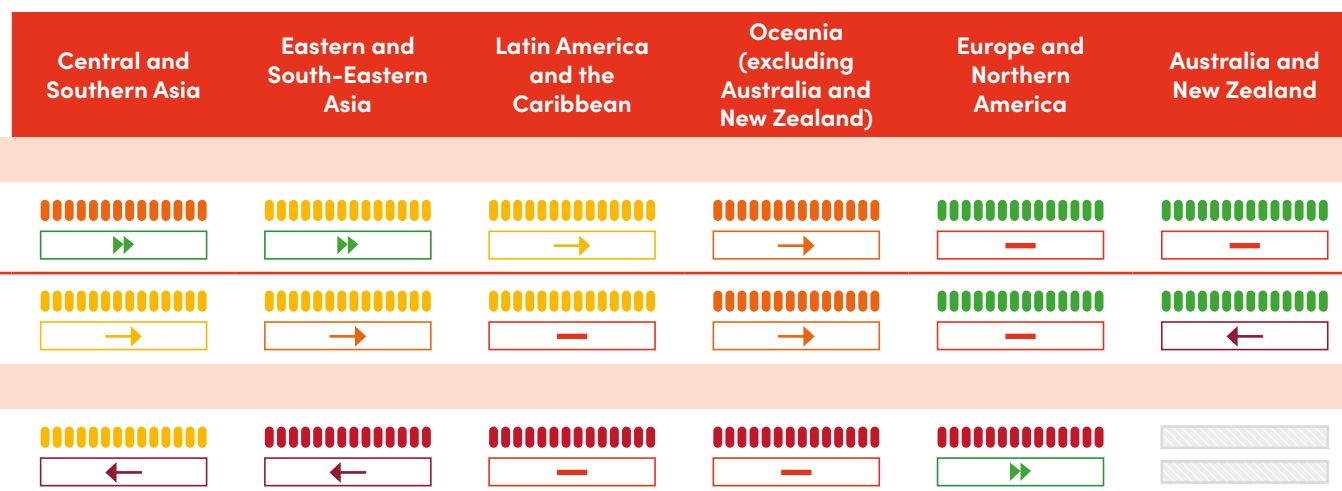 Central and
Southern Asia
Eastern and
South-Eastern
Asia
Latin America
and the
Caribbean
Oceania
(excluding
Australia and
New Zealand)
Europe and
Northern
America
Australia and
New Zealand